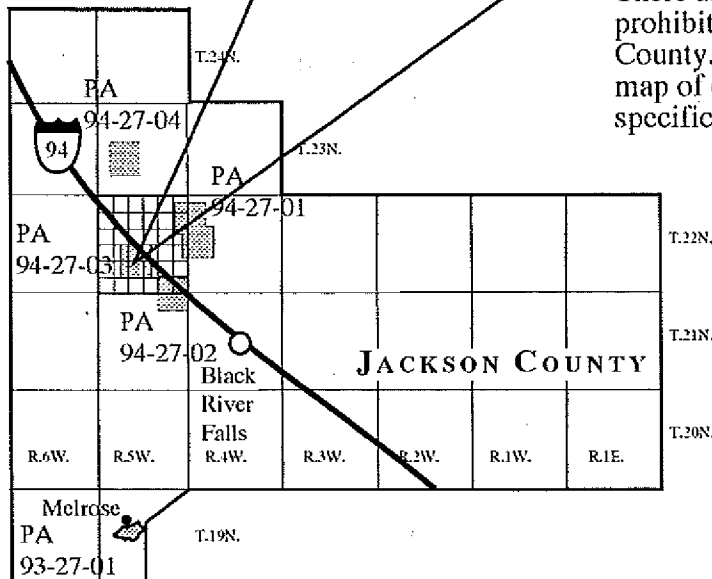 prohibit
County.
map of
specific
T.24N.
PA
94-27-04
94
T.23N.
PA
94-27-01
PA
94-27-03
T.22N.
PA
94-27-02
T.21N.
JACKSON COUNTY
Black
River
Falls
T.20N.
R.6W. R.5W. R.4W. R.3W. R.2W. R.1W. R.1E.
Melrose
PA
93-27-01
T.19N.